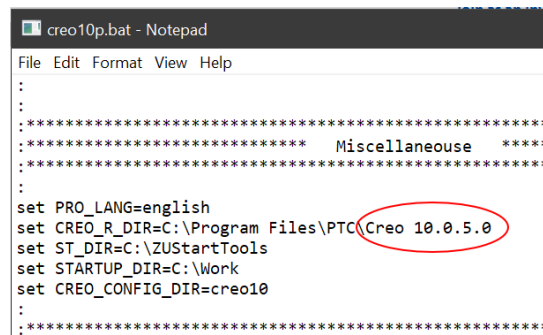 creo10p.bat - Notepad
File Edit Format View Help
:
:
:*****************************************************
:***************************** Miscellaneouse *****
:*****************************************************
:
set PRO_LANG=english
set CREO_R_DIR=C:\Program Files\PTC\Creo 10.0.5.0
set ST_DIR=C:\ZUStartTools
set STARTUP_DIR=C:\Work
set CREO_CONFIG_DIR=creo10
:
:*****************************************************